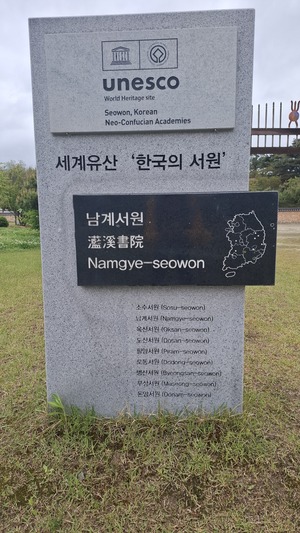 unesco
World Heritage site
Seowon, Korean
Neo-Confucian Academies
세계유산 '한국의 서원'
남계서원
灆溪書院
Namgye-seowon
소수서원 (Sosu-seowon)
남계서원 (Namgye-seowon)
옥산서원 (Oksan-seowon)
도산서원 (Dosan-seowon)
필암서원 (Piram-seowon)
도동서원 (Dodong-seowon)
병산서원 (Byeongsan-seowon)
무성서원 (Museong-seowon)
돈암서원 (Donam-seowon)